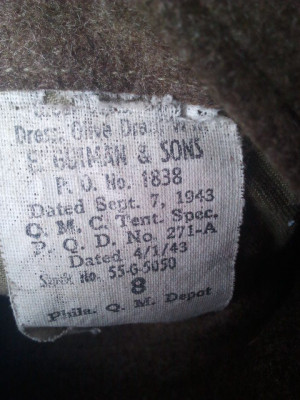 Dress, Olive Drab
E. GUIMAN & SONS
P. O. No. 1838
Dated Sept. 7, 1943
Q. M. C. Tent. Spec.
P. Q. D. No. 271-A
Dated 4/1/43
Stock No. 55-G-5050
8
Phila. Q. M. Depot